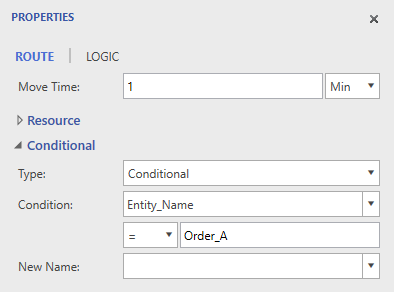 PROPERTIES
ROUTE LOGIC
Move Time: 1 Min
Resource
Conditional
Type: Conditional
Condition: Entity_Name
= Order_A
New Name: